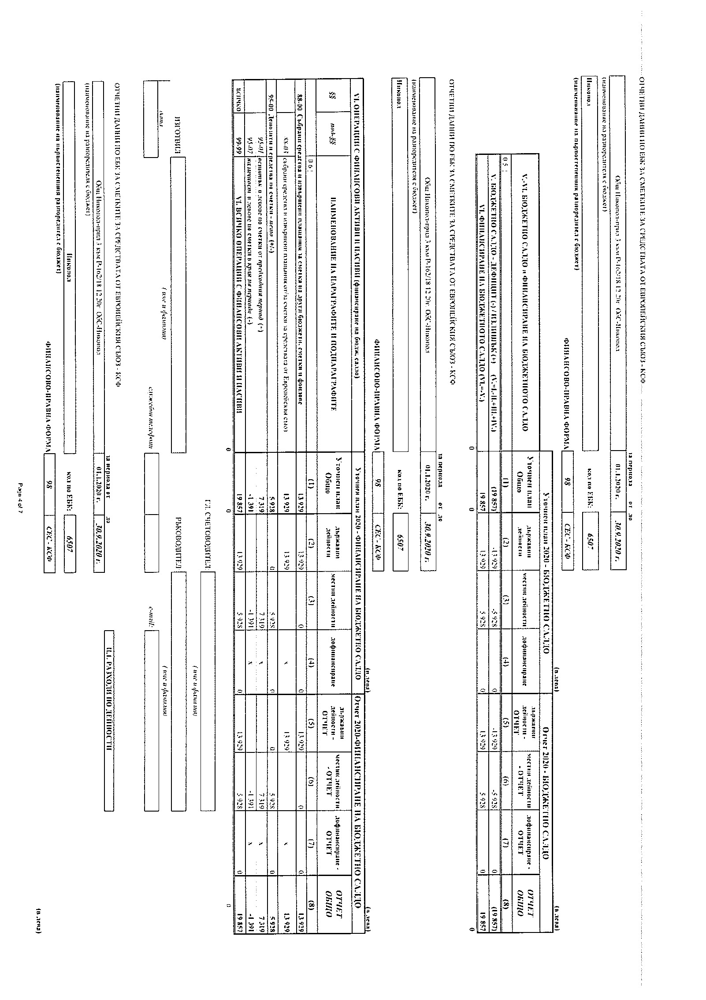 ОТЧЕТНИ ДАННИ ПО ЕБК ЗА СМЕТКИТЕ ЗА СРЕДСТВАТА ОТ ЕВРОПЕЙСКИЯ СЪЮЗ - КСФ
за периода от до
Общ Никопол-прил 3 към Р-162/18 12 20г ОбС-Никопол 01.1.2020 г. 30.9.2020 г.
(наименование на разпоредителя с бюджет)
Никопол код по ЕБК: 6507
(наименование на първостепенния разпоредител с бюджет)
ФИНАНСОВО-ПРАВНА ФОРМА 98 СЕС - КСФ
(в лева) (в лева)
Уточнен план 2020 - БЮДЖЕТНО САЛДО Отчет 2020 - БЮДЖЕТНО САЛДО
V.-VI. БЮДЖЕТНО САЛДО и ФИНАНСИРАНЕ НА БЮДЖЕТНОТО САЛДО Уточнен план Общо държавни дейности местни дейности дофинансиране държавни дейности - ОТЧЕТ местни дейности - ОТЧЕТ дофинансиране - ОТЧЕТ ОТЧЕТ ОБЩО
0 5 (1) (2) (3) (4) (5) (6) (7) (8)
V. БЮДЖЕТНО САЛДО - ДЕФИЦИТ (-) / ИЗЛИШЪК (+) (V.=I.-II.+III.+IV.) (19 857) -13 929 -5 928 0 -13 929 -5 928 0 (19 857)
VI. ФИНАНСИРАНЕ НА БЮДЖЕТНОТО САЛДО (VI.=-V.) 19 857 13 929 5 928 0 13 929 5 928 0 19 857
0 0 0
ОТЧЕТНИ ДАННИ ПО ЕБК ЗА СМЕТКИТЕ ЗА СРЕДСТВАТА ОТ ЕВРОПЕЙСКИЯ СЪЮЗ - КСФ
за периода от до
Общ Никопол-прил 3 към Р-162/18 12 20г ОбС-Никопол 01.1.2020 г. 30.9.2020 г.
(наименование на разпоредителя с бюджет)
Никопол код по ЕБК: 6507
ФИНАНСОВО-ПРАВНА ФОРМА 98 СЕС - КСФ
(в лева) (в лева)
VI. ОПЕРАЦИИ С ФИНАНСОВИ АКТИВИ И ПАСИВИ (финансиране на бюдж. салдо) Уточнен план 2020 - ФИНАНСИРАНЕ НА БЮДЖЕТНО САЛДО Отчет 2020-ФИНАНСИРАНЕ НА БЮДЖЕТНО САЛДО
§§ под-§§ НАИМЕНОВАНИЕ НА ПАРАГРАФИТЕ И ПОДПАРАГРАФИТЕ Уточнен план Общо държавни дейности местни дейности дофинансиране държавни дейности - ОТЧЕТ местни дейности - ОТЧЕТ дофинансиране - ОТЧЕТ ОТЧЕТ ОБЩО
0 6 (1) (2) (3) (4) (5) (6) (7) (8)
88-00 Събрани средства и извършени плащания за сметка на други бюджети, сметки и фондове 13 929 13 929 0 0 13 929 0 0 13 929
88-03 събрани средства и извършени плащания от/за сметки за средствата от Европейския съюз 13 929 13 929 x 13 929 x 13 929
95-00 Депозити и средства по сметки - нето (+/-) 5 928 0 5 928 0 0 5 928 0 5 928
95-01 остатък в левове по сметки от предходния период (+) 7 319 7 319 x 7 319 x 7 319
95-07 наличност в левове по сметки в края на периода (-) -1 391 -1 391 x -1 391 x -1 391
всичко 99-99 VI. ВСИЧКО ОПЕРАЦИИ С ФИНАНСОВИ АКТИВИ И ПАСИВИ 19 857 13 929 5 928 0 13 929 5 928 0 19 857
0 0 0
ГЛ. СЧЕТОВОДИТЕЛ:
(име и фамилия)
ИЗГОТВИЛ РЪКОВОДИТЕЛ:
(име и фамилия) (име и фамилия)
дата служебни телефони e-mail:
ОТЧЕТНИ ДАННИ ПО ЕБК ЗА СМЕТКИТЕ ЗА СРЕДСТВАТА ОТ ЕВРОПЕЙСКИЯ СЪЮЗ - КСФ
за периода от до II.1. РАЗХОДИ ПО ДЕЙНОСТИ
Общ Никопол-прил 3 към Р-162/18 12 20г ОбС-Никопол 01.1.2020 г. 30.9.2020 г.
(наименование на разпоредителя с бюджет)
Никопол код по ЕБК: 6507
(наименование на първостепенния разпоредител с бюджет)
ФИНАНСОВО-ПРАВНА ФОРМА 98 СЕС - КСФ
(в лева)
Page 4 of 7